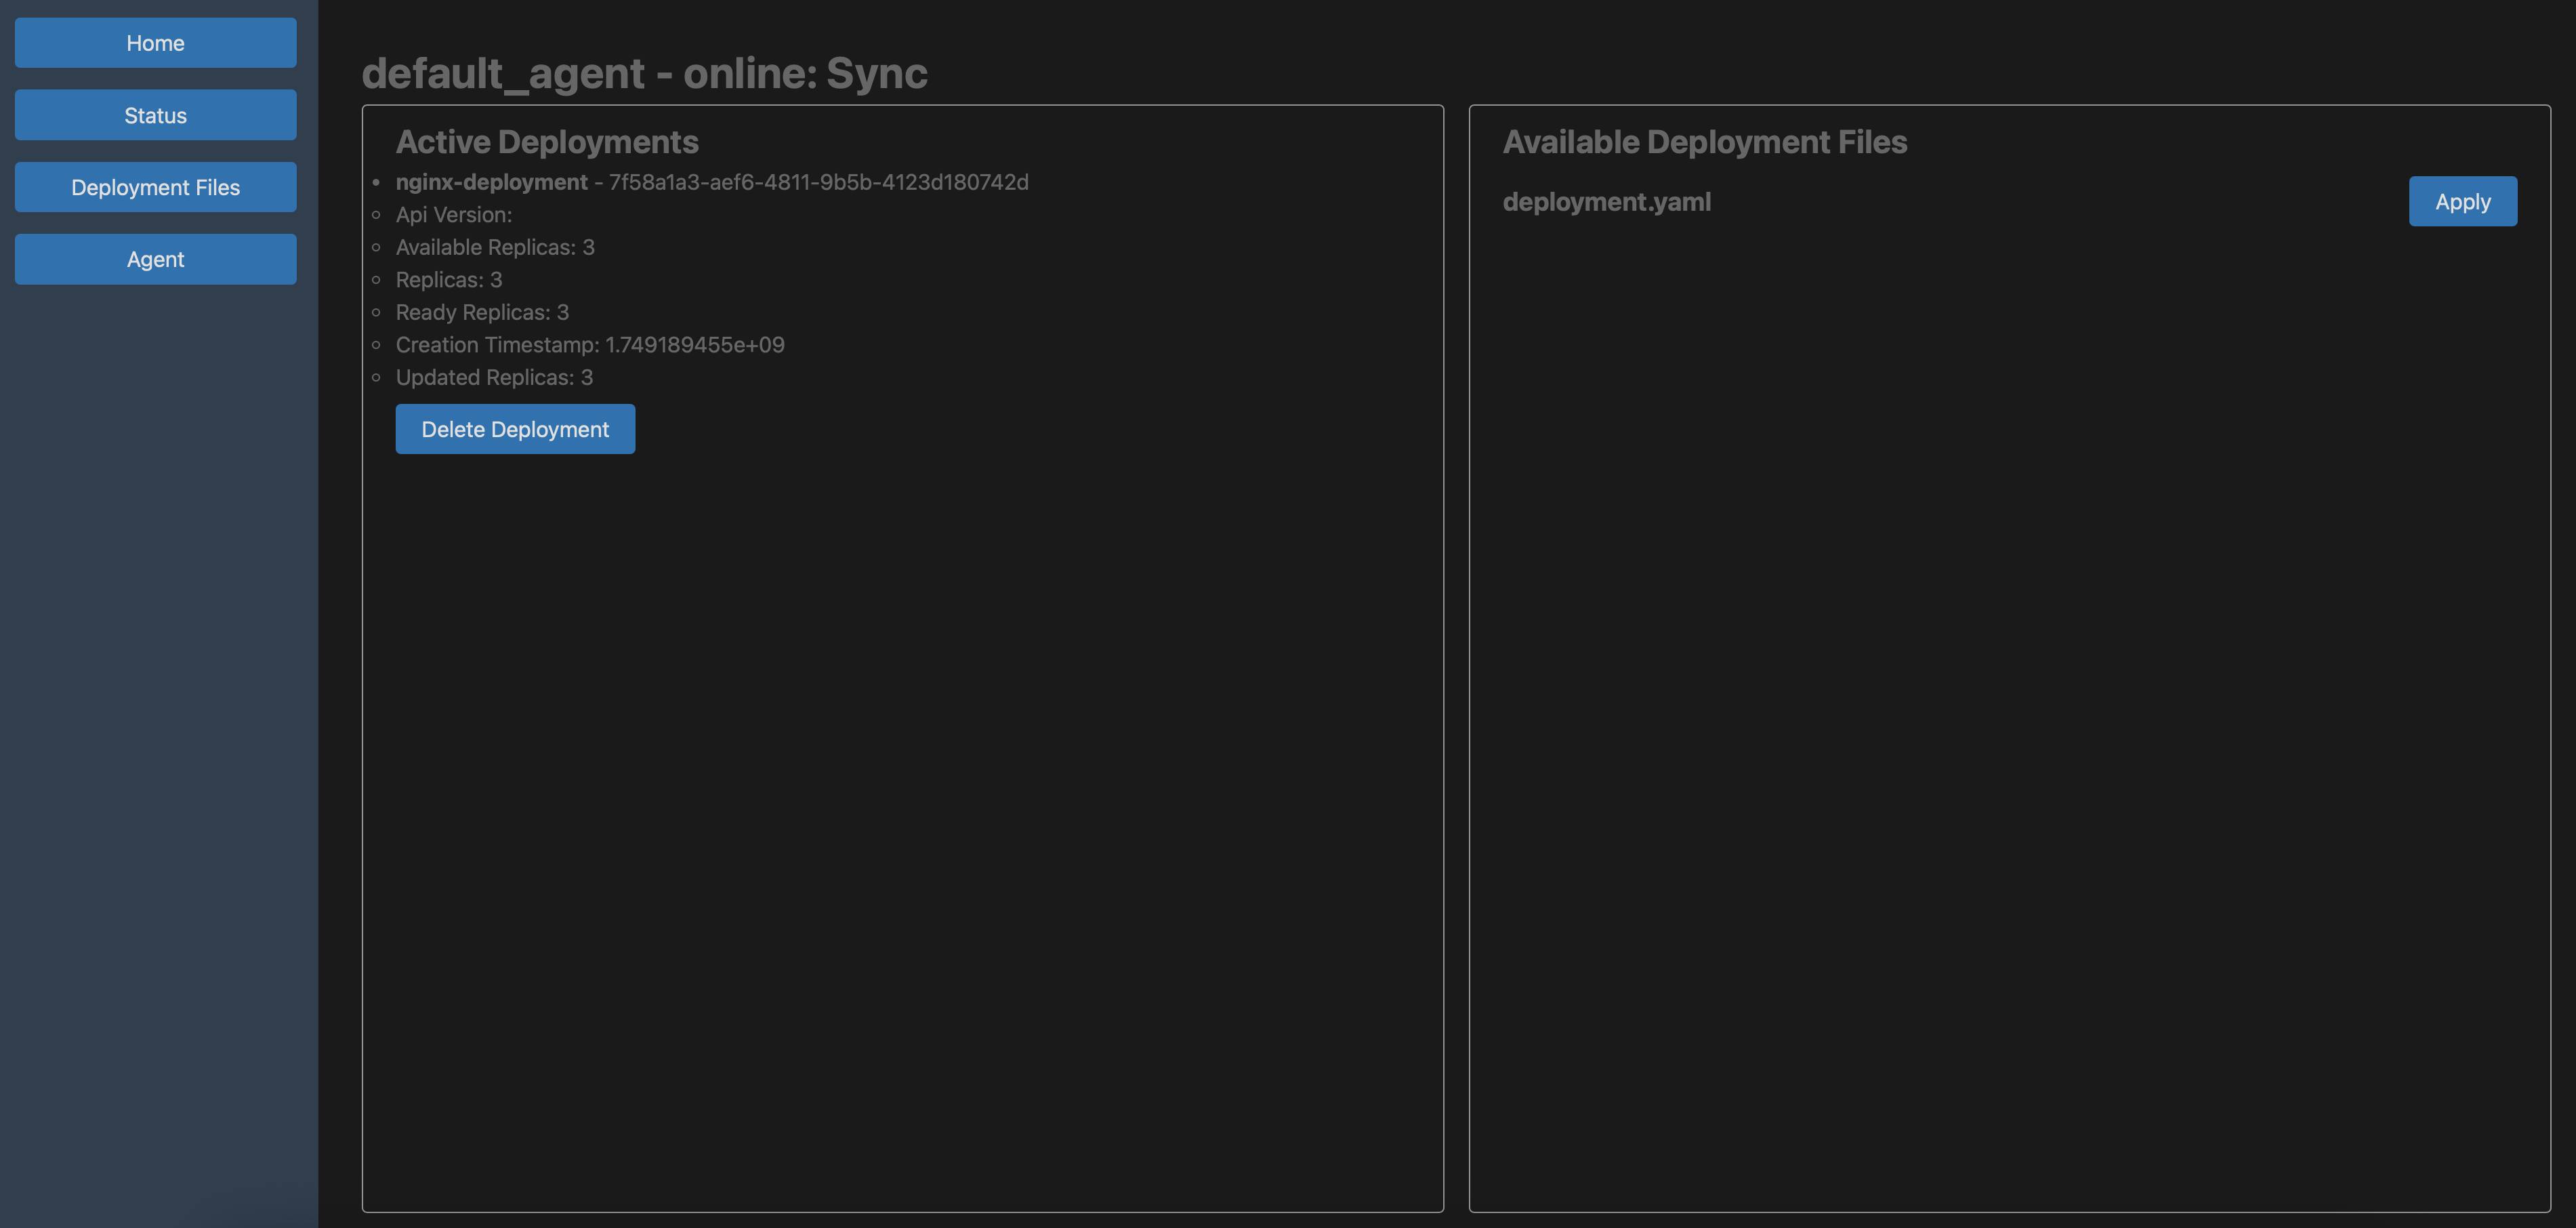 Home
Status
Deployment Files
Agent
default_agent - online: Sync
Active Deployments
nginx-deployment - 7f58a1a3-aef6-4811-9b5b-4123d180742d
Api Version:
Available Replicas: 3
Replicas: 3
Ready Replicas: 3
Creation Timestamp: 1.749189455e+09
Updated Replicas: 3
Delete Deployment
Available Deployment Files
deployment.yaml
Apply